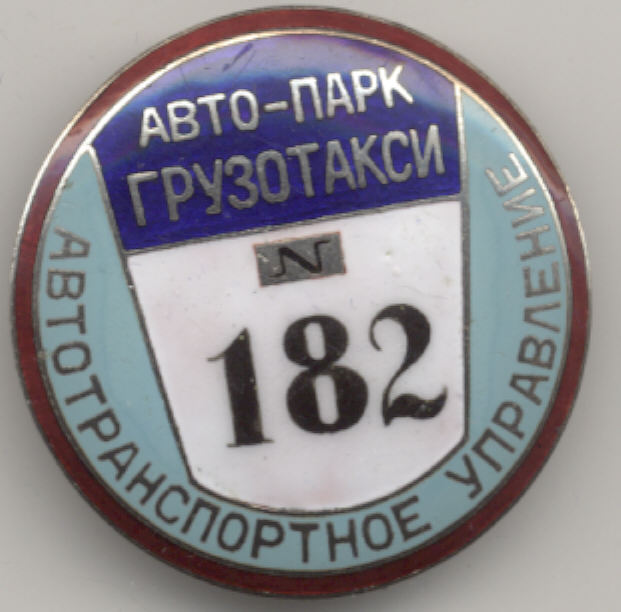 АВТО-ПАРК
ГРУЗОТАКСИ
N
182
АВТОТРАНСПОРТНОЕ УПРАВЛЕНИЕ